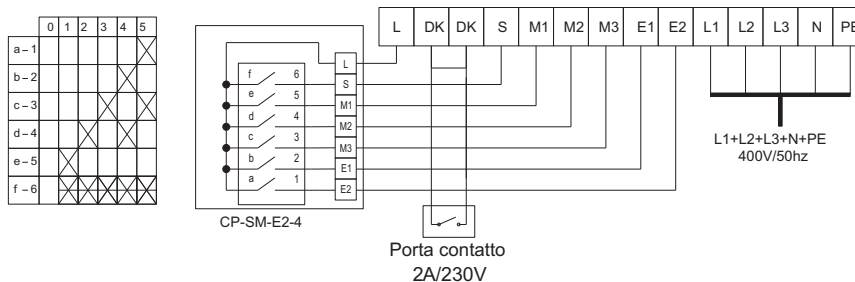 0 1 2 3 4 5
a-1
b-2
c-3
d-4
e-5
f-6
L
S
M1
M2
M3
E1
E2
f 6
e 5
d 4
c 3
b 2
a 1
CP-SM-E2-4
L DK DK S M1 M2 M3 E1 E2 L1 L2 L3 N PE
L1+L2+L3+N+PE
400V/50hz
Porta contatto
2A/230V